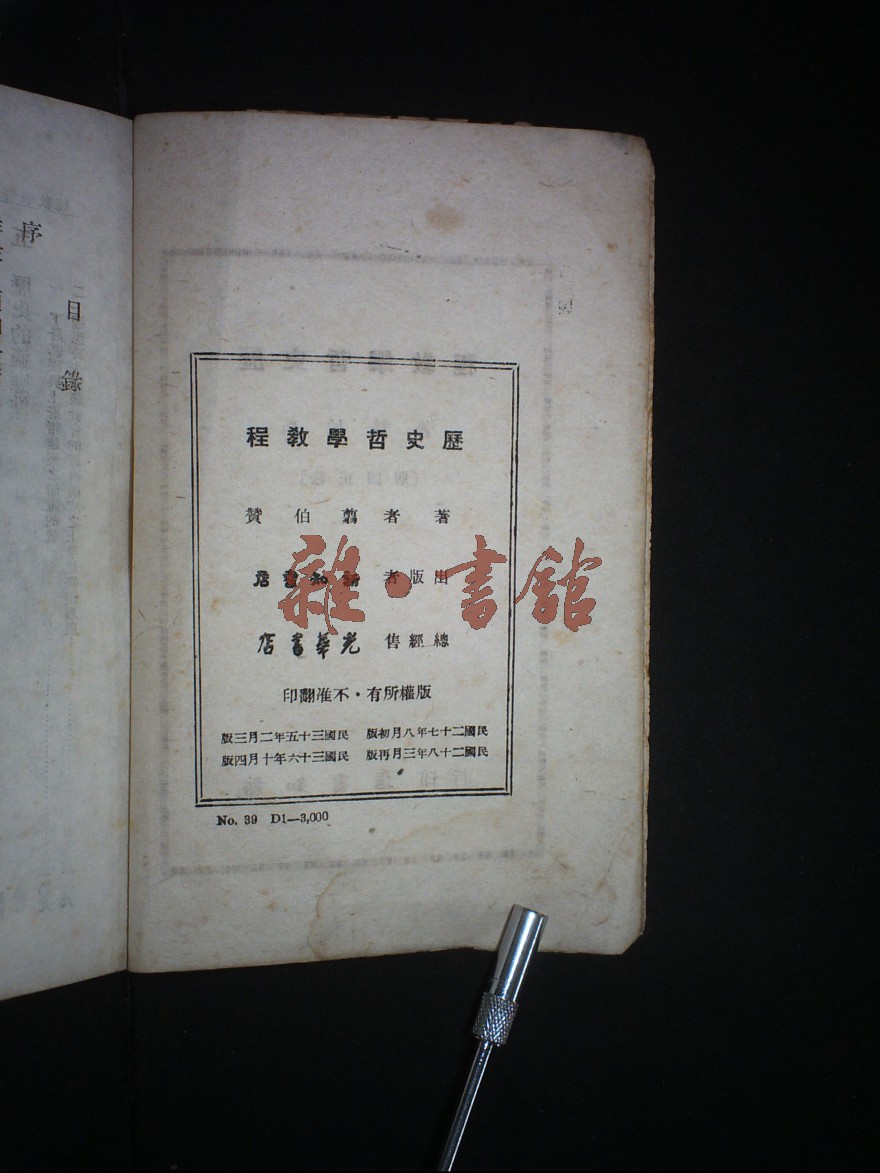 歷史哲學教程
著者翦伯贊
出版者新知書店
總經售光華書店
版權所有・不准翻印
民國二十七年八月初版 民國三十五年二月三版
民國二十八年三月再版 民國三十六年十月四版
No. 39 D1—3,000
雜・書館
目錄
序